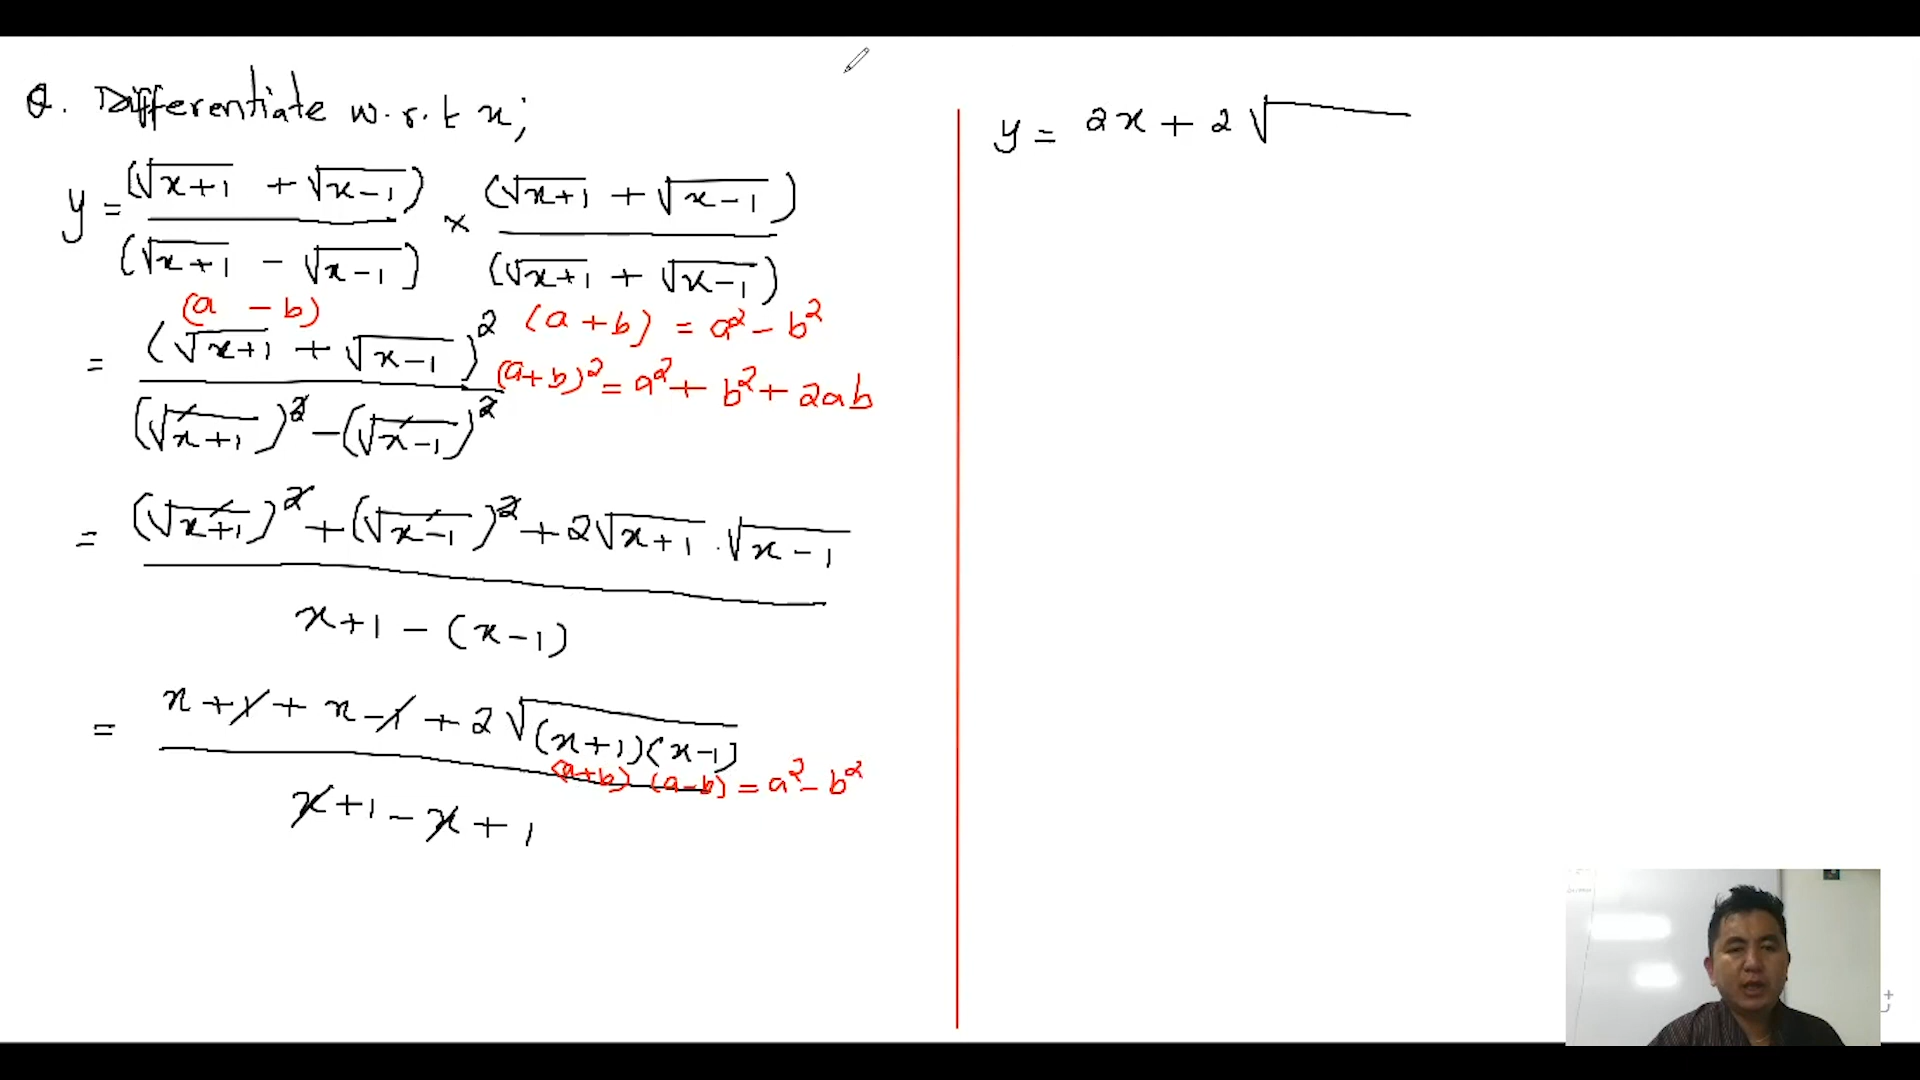 Q. Differentiate w.r.t x;
y = (√x+1 + √x-1) / (√x+1 - √x-1) × (√x+1 + √x-1) / (√x+1 + √x-1)
(a - b) (a + b) = a² - b²
= (√x+1 + √x-1)² / (√x+1)² - (√x-1)²
(a+b)² = a² + b² + 2ab
= (√x+1)² + (√x-1)² + 2√x+1 . √x-1 / x+1 - (x-1)
= x + 1 + x - 1 + 2√(x+1)(x-1) / x+1 - x + 1
(a+b) (a-b) = a² - b²
y = 2x + 2√